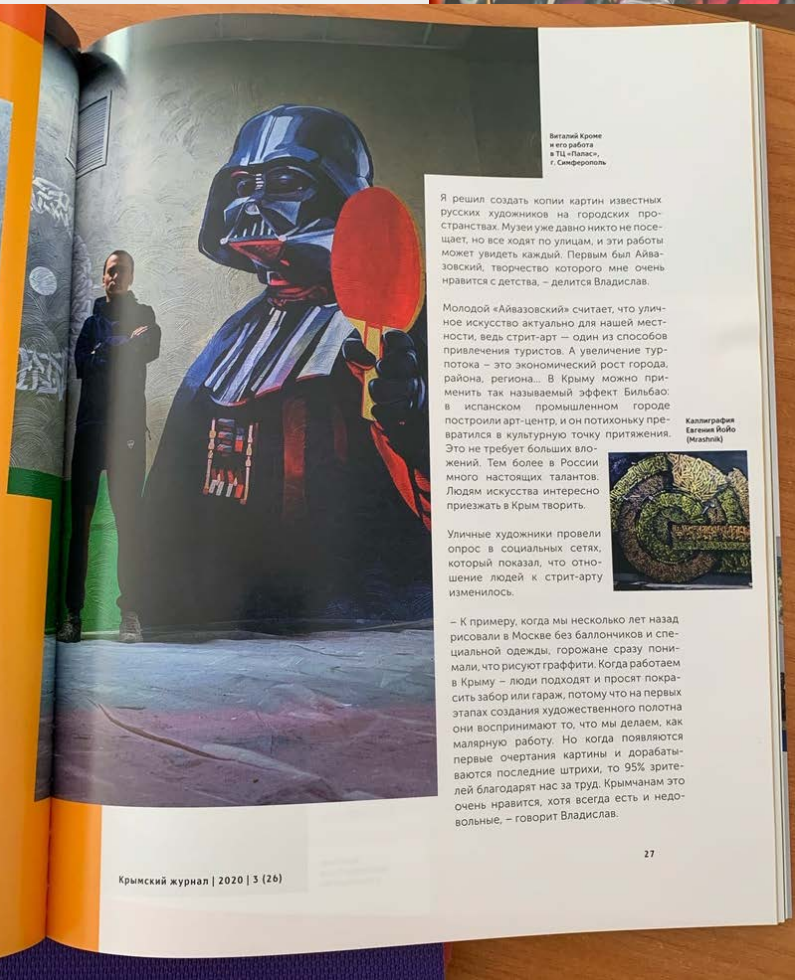 Виталий Кроме
и его работа
в ТЦ «Палас»,
г. Симферополь
Я решил создать копии картин известных
русских художников на городских про-
странствах. Музеи уже давно никто не посе-
щает, но все ходят по улицам, и эти работы
может увидеть каждый. Первым был Айва-
зовский, творчество которого мне очень
нравится с детства, – делится Владислав.
Молодой «Айвазовский» считает, что улич-
ное искусство актуально для нашей мест-
ности, ведь стрит-арт — один из способов
привлечения туристов. А увеличение тур-
потока – это экономический рост города,
района, региона... В Крыму можно при-
менить так называемый эффект Бильбао:
в испанском промышленном городе
построили арт-центр, и он потихоньку пре-
вратился в культурную точку притяжения.
Это не требует больших вло-
жений. Тем более в России
много настоящих талантов.
Людям искусства интересно
приезжать в Крым творить.
Каллиграфия
Евгения ЙоЙо
(Mrashnik)
Уличные художники провели
опрос в социальных сетях,
который показал, что отно-
шение людей к стрит-арту
изменилось.
– К примеру, когда мы несколько лет назад
рисовали в Москве без баллончиков и спе-
циальной одежды, горожане сразу пони-
мали, что рисуют граффити. Когда работаем
в Крыму – люди подходят и просят покра-
сить забор или гараж, потому что на первых
этапах создания художественного полотна
они воспринимают то, что мы делаем, как
малярную работу. Но когда появляются
первые очертания картины и дорабаты-
ваются последние штрихи, то 95% зрите-
лей благодарят нас за труд. Крымчанам это
очень нравится, хотя всегда есть и недо-
вольные, – говорит Владислав.
27
Крымский журнал | 2020 | 3 (26)